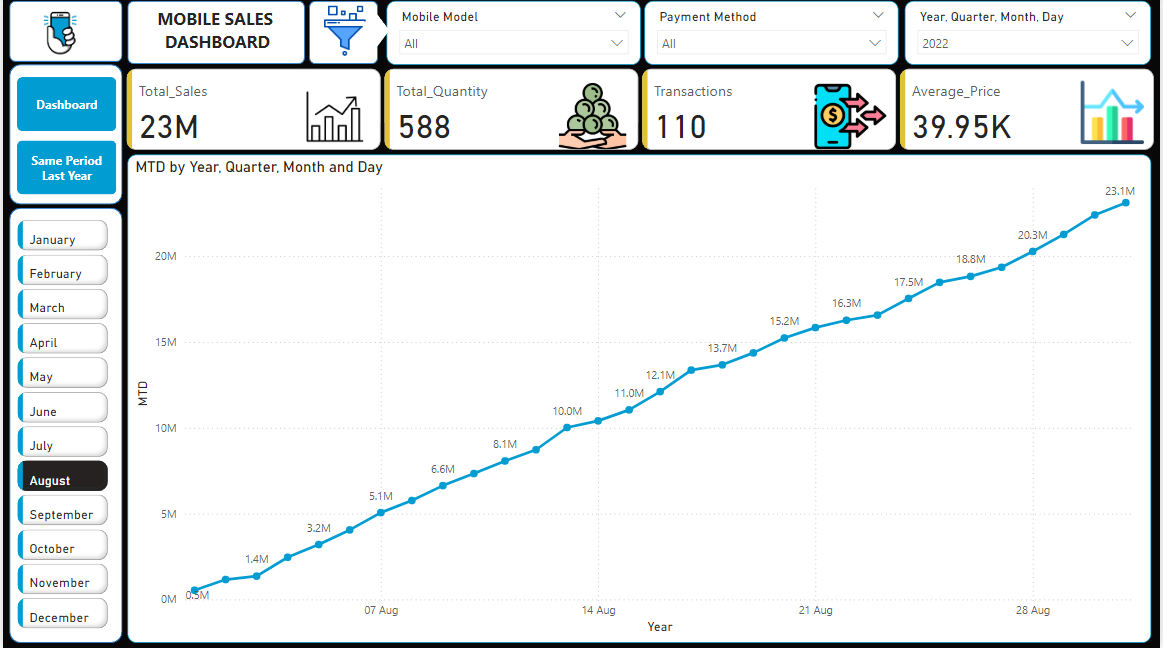 MOBILE SALES
DASHBOARD
Mobile Model
All
Payment Method
All
Year, Quarter, Month, Day
2022
Dashboard
Same Period
Last Year
Total_Sales
23M
Total_Quantity
588
Transactions
110
$
Average_Price
39.95K
January
February
March
April
May
June
July
August
September
October
November
December
MTD by Year, Quarter, Month and Day
MTD
20M
15M
10M
5M
0M
0.5M
1.4M
3.2M
5.1M
6.6M
8.1M
10.0M
11.0M
12.1M
13.7M
15.2M
16.3M
17.5M
18.8M
20.3M
23.1M
07 Aug
14 Aug
21 Aug
28 Aug
Year